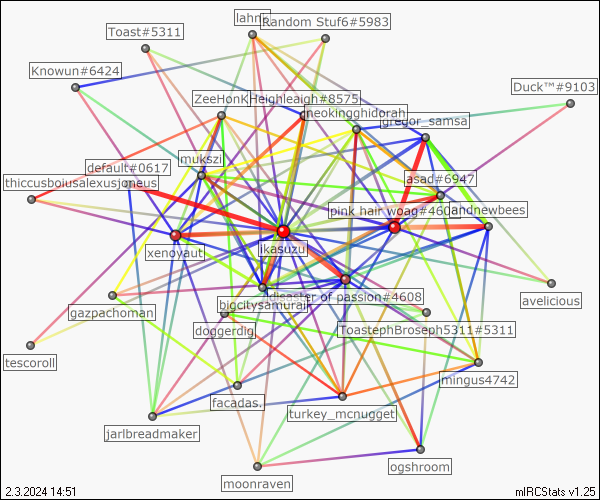 lahn
Random Stuf6#5983
Toast#5311
Knowun#6424
Duck™#9103
ZeeHonK
Heighleaigh#8575
neokingghidorah
gregor_samsa
mukszi
default#0617
asad#6947
thiccusboiusalexusjoneus
pink hair woag#460
landnewbees
xenoyaut
ikasuzu
disaster of passion#4608
avelicious
gazpachoman
bigcitysamurai
doggerdig
ToastephBroseph5311#5311
tescoroll
mingus4742
facadas.
turkey_mcnugget
jarlbreadmaker
ogshroom
moonraven
2.3.2024 14:51
mIRCStats v1.25